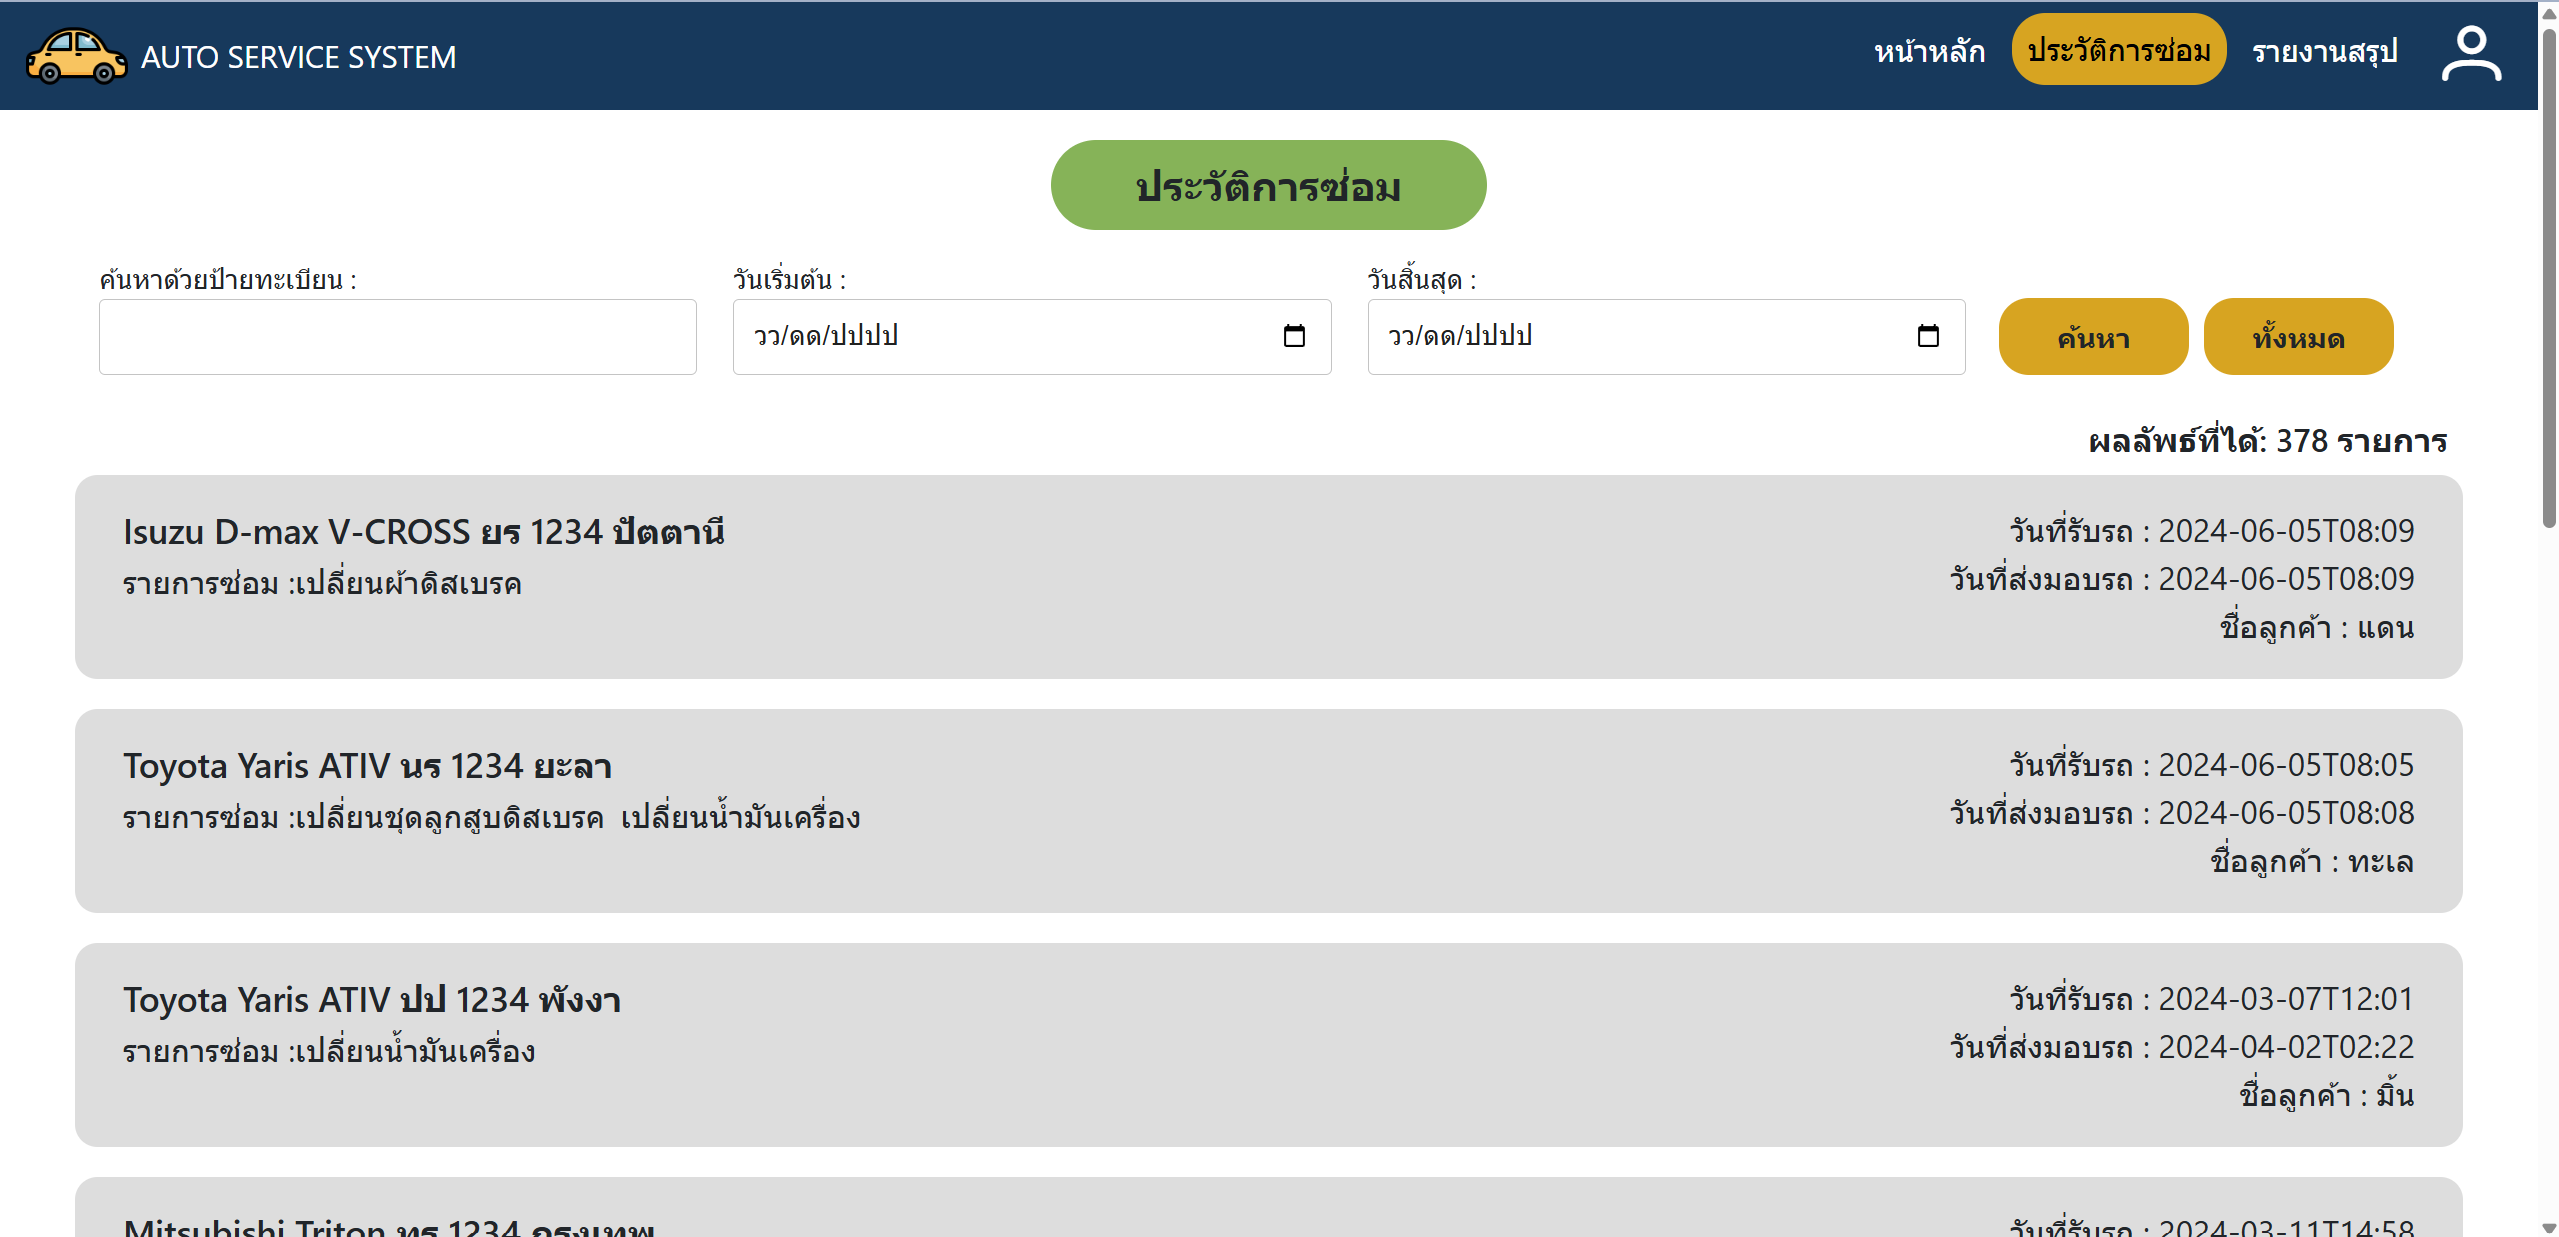 AUTO SERVICE SYSTEM
หน้าหลัก
ประวัติการซ่อม
รายงานสรุป
ประวัติการซ่อม
ค้นหาด้วยป้ายทะเบียน :
วันเริ่มต้น :
วว/ดด/ปปปป
วันสิ้นสุด :
วว/ดด/ปปปป
ค้นหา
ทั้งหมด
ผลลัพธ์ที่ได้: 378 รายการ
Isuzu D-max V-CROSS ยร 1234 ปัตตานี
รายการซ่อม :เปลี่ยนผ้าดิสเบรค
วันที่รับรถ : 2024-06-05T08:09
วันที่ส่งมอบรถ : 2024-06-05T08:09
ชื่อลูกค้า : แดน
Toyota Yaris ATIV นร 1234 ยะลา
รายการซ่อม :เปลี่ยนชุดลูกสูบดิสเบรค เปลี่ยนน้ำมันเครื่อง
วันที่รับรถ : 2024-06-05T08:05
วันที่ส่งมอบรถ : 2024-06-05T08:08
ชื่อลูกค้า : ทะเล
Toyota Yaris ATIV ปป 1234 พังงา
รายการซ่อม :เปลี่ยนน้ำมันเครื่อง
วันที่รับรถ : 2024-03-07T12:01
วันที่ส่งมอบรถ : 2024-04-02T02:22
ชื่อลูกค้า : มิ้น
Mitsubishi Triton ทร 1234 กรุงเทพ
วันที่รับรถ : 2024-03-11T14:58